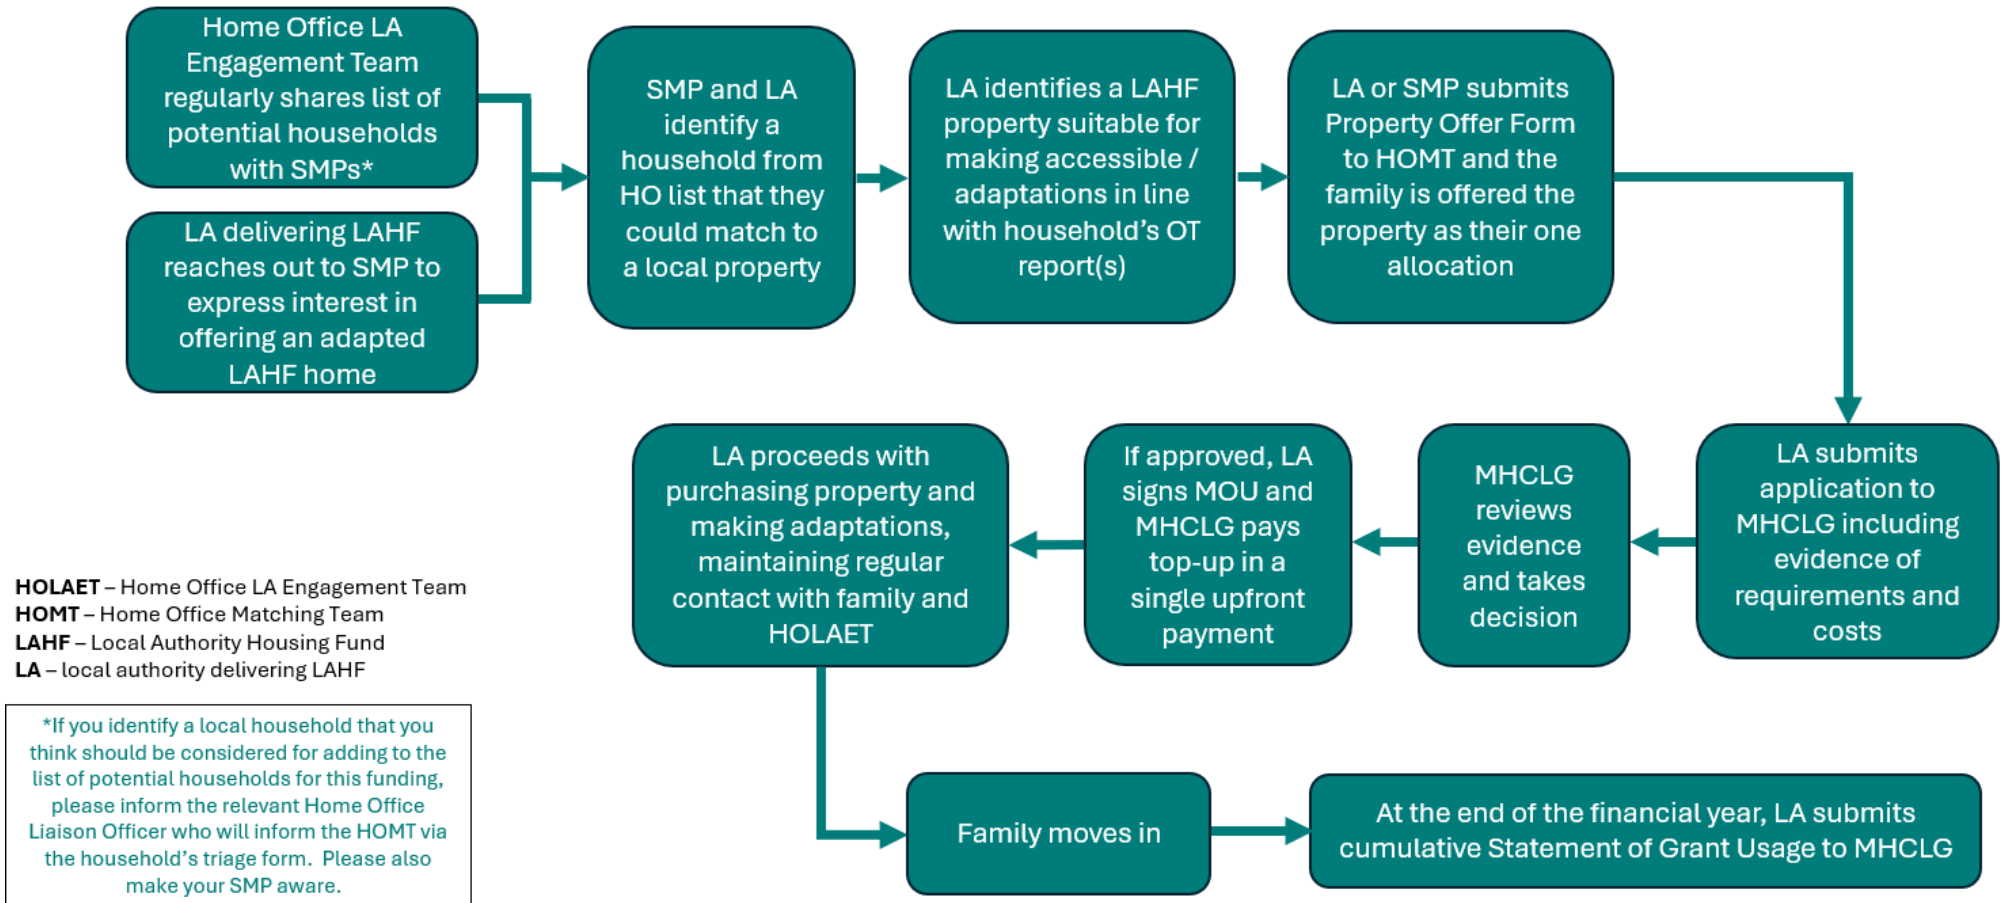 Home Office LA
Engagement Team
regularly shares list of
potential households
with SMPs*
LA delivering LAHF
reaches out to SMP to
express interest in
offering an adapted
LAHF home
SMP and LA
identify a
household from
HO list that they
could match to
a local property
LA identifies a LAHF
property suitable for
making accessible /
adaptations in line
with household’s OT
report(s)
LA or SMP submits
Property Offer Form
to HOMT and the
family is offered the
property as their one
allocation
LA submits
application to
MHCLG including
evidence of
requirements and
costs
MHCLG
reviews
evidence
and takes
decision
If approved, LA
signs MOU and
MHCLG pays
top-up in a
single upfront
payment
LA proceeds with
purchasing property and
making adaptations,
maintaining regular
contact with family and
HOLAET
Family moves in
At the end of the financial year, LA submits
cumulative Statement of Grant Usage to MHCLG
HOLAET – Home Office LA Engagement Team
HOMT – Home Office Matching Team
LAHF – Local Authority Housing Fund
LA – local authority delivering LAHF
*If you identify a local household that you
think should be considered for adding to the
list of potential households for this funding,
please inform the relevant Home Office
Liaison Officer who will inform the HOMT via
the household’s triage form.  Please also
make your SMP aware.